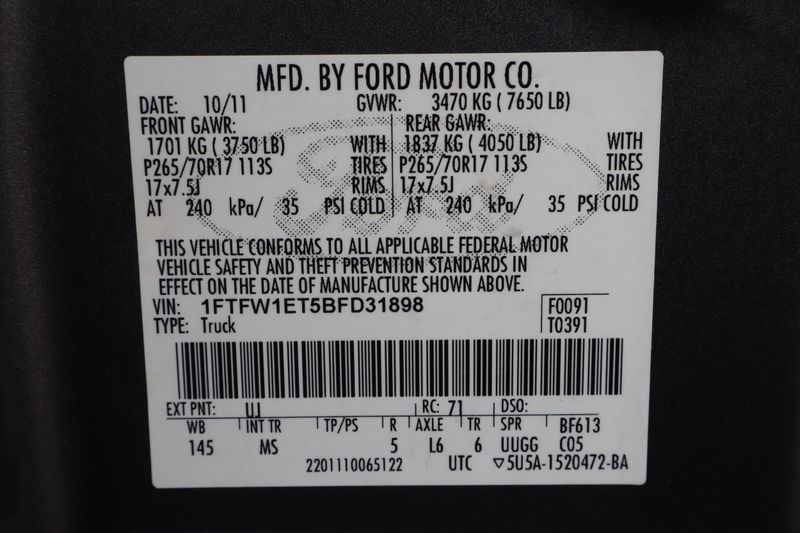 MFD. BY FORD MOTOR CO.
DATE: 10/11 GVWR: 3470 KG ( 7650 LB)
FRONT GAWR: REAR GAWR:
1701 KG ( 3750 LB) WITH 1837 KG ( 4050 LB) WITH
P265/70R17 113S TIRES P265/70R17 113S TIRES
17x7.5J RIMS 17x7.5J RIMS
AT 240 kPa/ 35 PSI COLD AT 240 kPa/ 35 PSI COLD
Ford
THIS VEHICLE CONFORMS TO ALL APPLICABLE FEDERAL MOTOR
VEHICLE SAFETY AND THEFT PREVENTION STANDARDS IN
EFFECT ON THE DATE OF MANUFACTURE SHOWN ABOVE.
VIN: 1FTFW1ET5BFD31898 F0091
TYPE: Truck T0391
EXT PNT: UJ RC: 71 DSO:
WB INT TR TP/PS R AXLE TR SPR BF613
145 MS 5 L6 6 UUGG C05
2201110065122 UTC ▽5U5A-1520472-BA